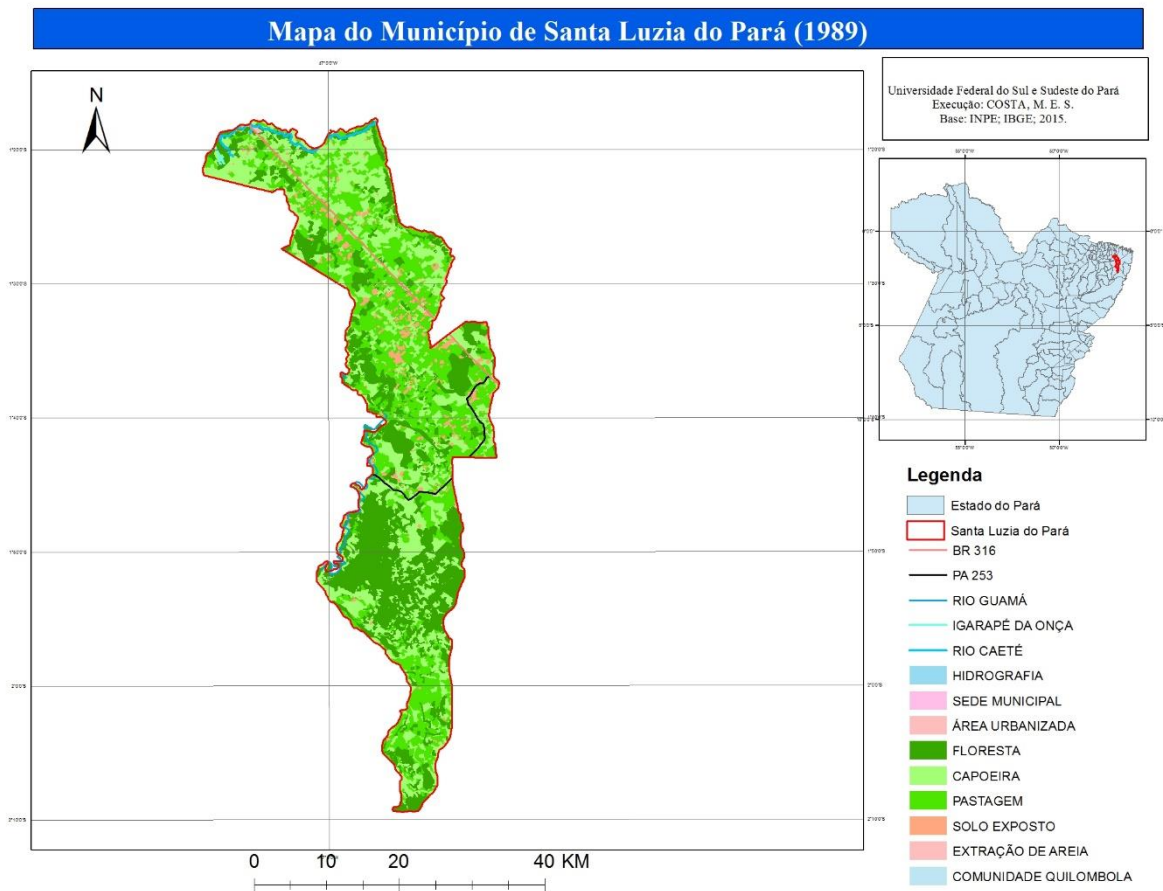 Mapa do Município de Santa Luzia do Pará (1989)
N
Universidade Federal do Sul e Sudeste do Pará
Execução: COSTA, M. E. S.
Base: INPE; IBGE; 2015.
Legenda
Estado do Pará
Santa Luzia do Pará
BR 316
PA 253
RIO GUAMÁ
IGARAPÉ DA ONÇA
RIO CAETÉ
HIDROGRAFIA
SEDE MUNICIPAL
ÁREA URBANIZADA
FLORESTA
CAPOEIRA
PASTAGEM
SOLO EXPOSTO
EXTRAÇÃO DE AREIA
COMUNIDADE QUILOMBOLA
0 10 20 40 KM